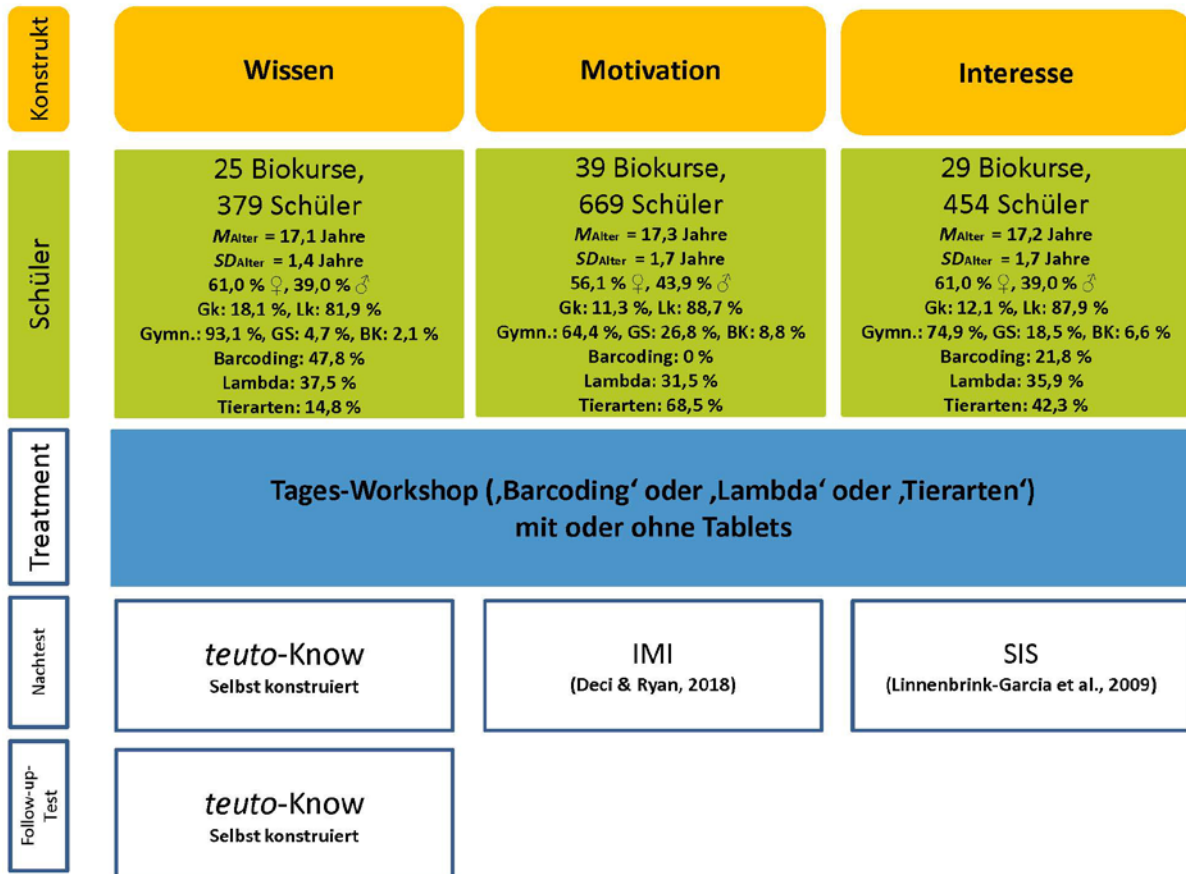 Konstrukt
Wissen
Motivation
Interesse
Schüler
25 Biokurse,
379 Schüler
MAlter = 17,1 Jahre
SDAlter = 1,4 Jahre
61,0 % ♀, 39,0 % ♂
Gk: 18,1 %, Lk: 81,9 %
Gymn.: 93,1 %, GS: 4,7 %, BK: 2,1 %
Barcoding: 47,8 %
Lambda: 37,5 %
Tierarten: 14,8 %
39 Biokurse,
669 Schüler
MAlter = 17,3 Jahre
SDAlter = 1,7 Jahre
56,1 % ♀, 43,9 % ♂
Gk: 11,3 %, Lk: 88,7 %
Gymn.: 64,4 %, GS: 26,8 %, BK: 8,8 %
Barcoding: 0 %
Lambda: 31,5 %
Tierarten: 68,5 %
29 Biokurse,
454 Schüler
MAlter = 17,2 Jahre
SDAlter = 1,7 Jahre
61,0 % ♀, 39,0 % ♂
Gk: 12,1 %, Lk: 87,9 %
Gymn.: 74,9 %, GS: 18,5 %, BK: 6,6 %
Barcoding: 21,8 %
Lambda: 35,9 %
Tierarten: 42,3 %
Treatment
Tages-Workshop (‚Barcoding‘ oder ‚Lambda‘ oder ‚Tierarten‘)
mit oder ohne Tablets
Nachtest
teuto-Know
Selbst konstruiert
IMI
(Deci & Ryan, 2018)
SIS
(Linnenbrink-Garcia et al., 2009)
Follow-up-
Test
teuto-Know
Selbst konstruiert